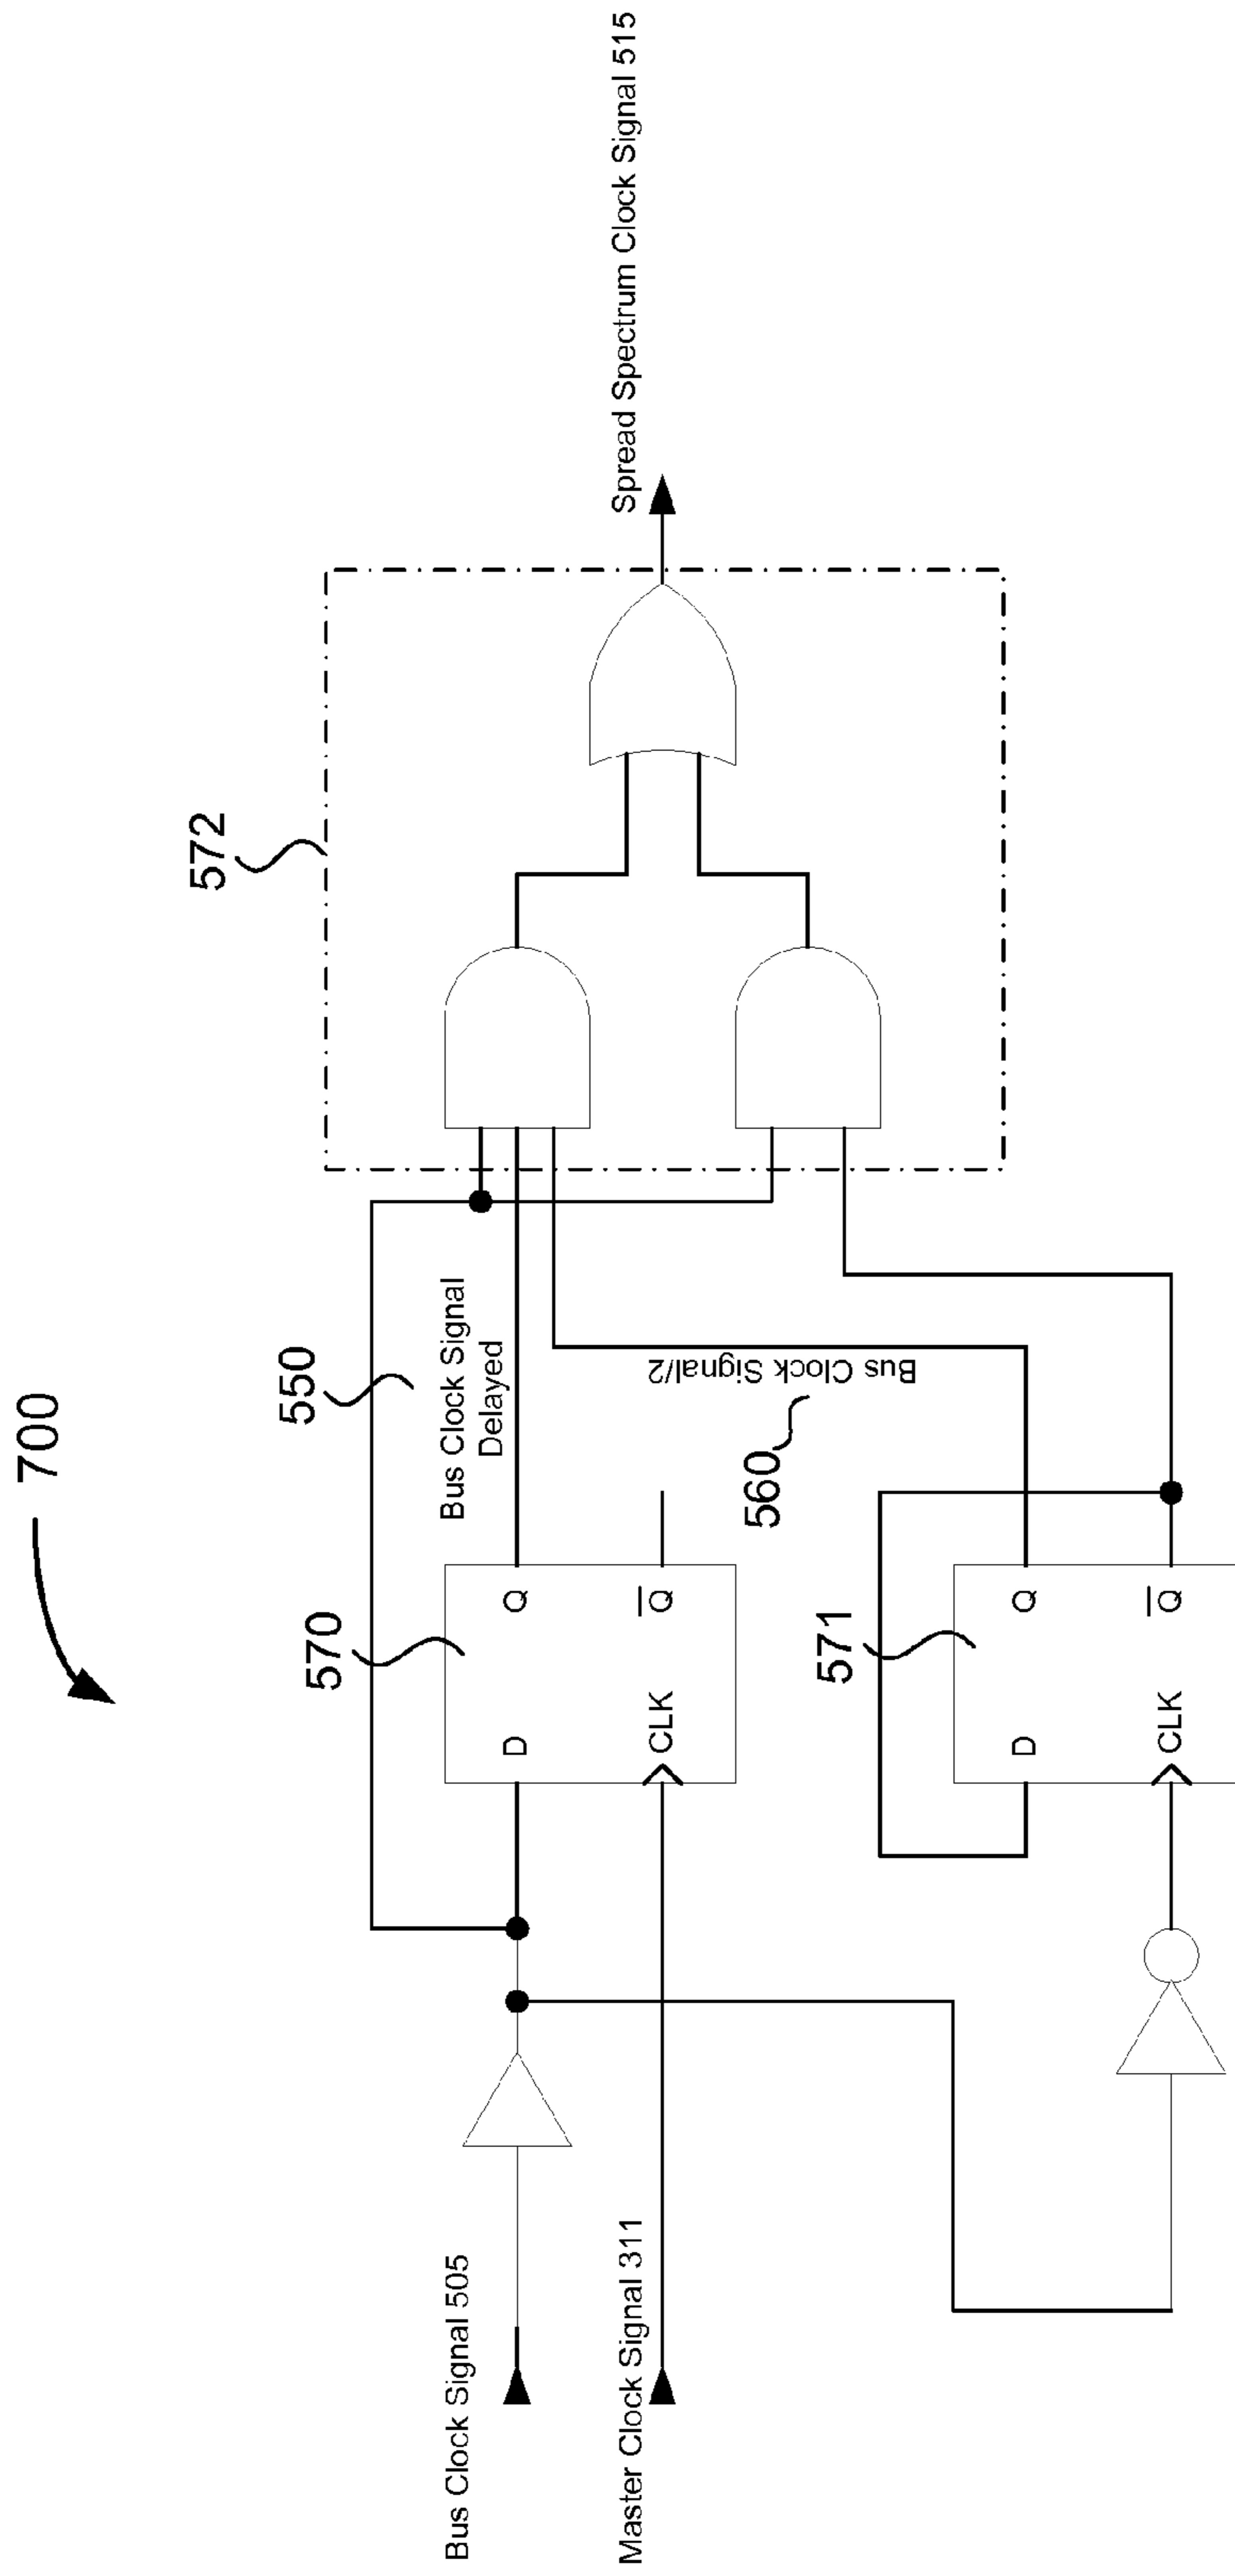 700
572
Spread Spectrum Clock Signal 515
550
Bus Clock Signal
Delayed
570
D
Q
CLK
Q
Bus Clock Signal 505
Master Clock Signal 311
560
Bus Clock Signal/2
571
D
Q
CLK
Q